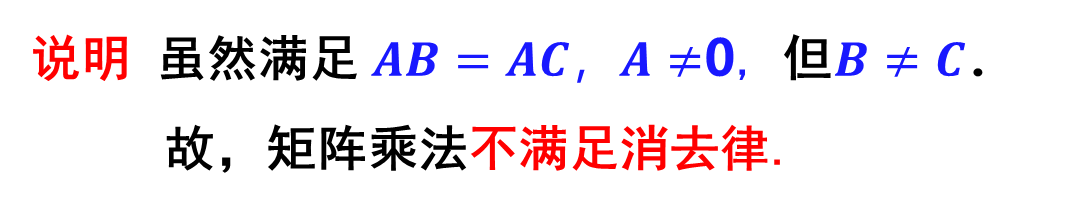 说明 虽然满足 AB = AC, A ≠0, 但B ≠ C.
故，矩阵乘法不满足消去律.